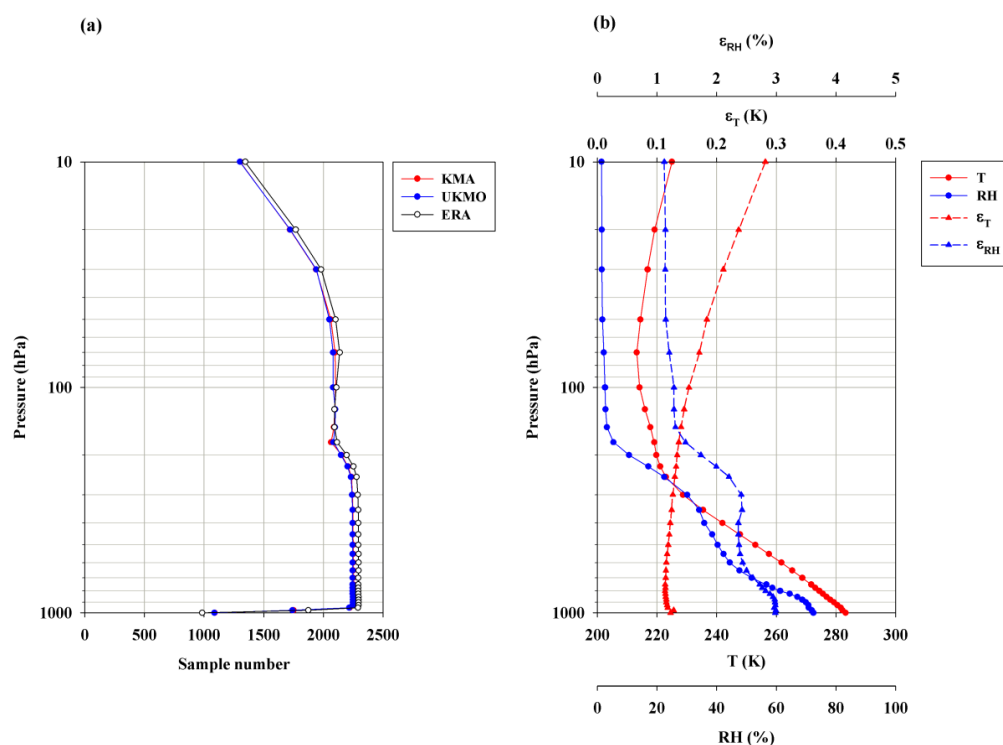 (a)
10
100
1000
Pressure (hPa)
0 500 1000 1500 2000 2500
Sample number
KMA
UKMO
ERA
(b)
εRH (%)
0 1 2 3 4 5
εT (K)
0.0 0.1 0.2 0.3 0.4 0.5
10
100
1000
Pressure (hPa)
200 220 240 260 280 300
T (K)
0 20 40 60 80 100
RH (%)
T
RH
εT
εRH